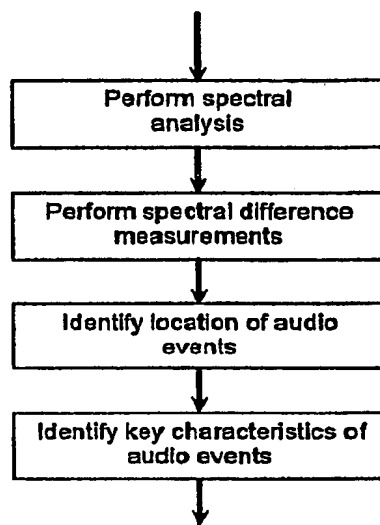 Perform spectral
analysis
Perform spectral difference
measurements
Identify location of audio
events
Identify key characteristics of
audio events